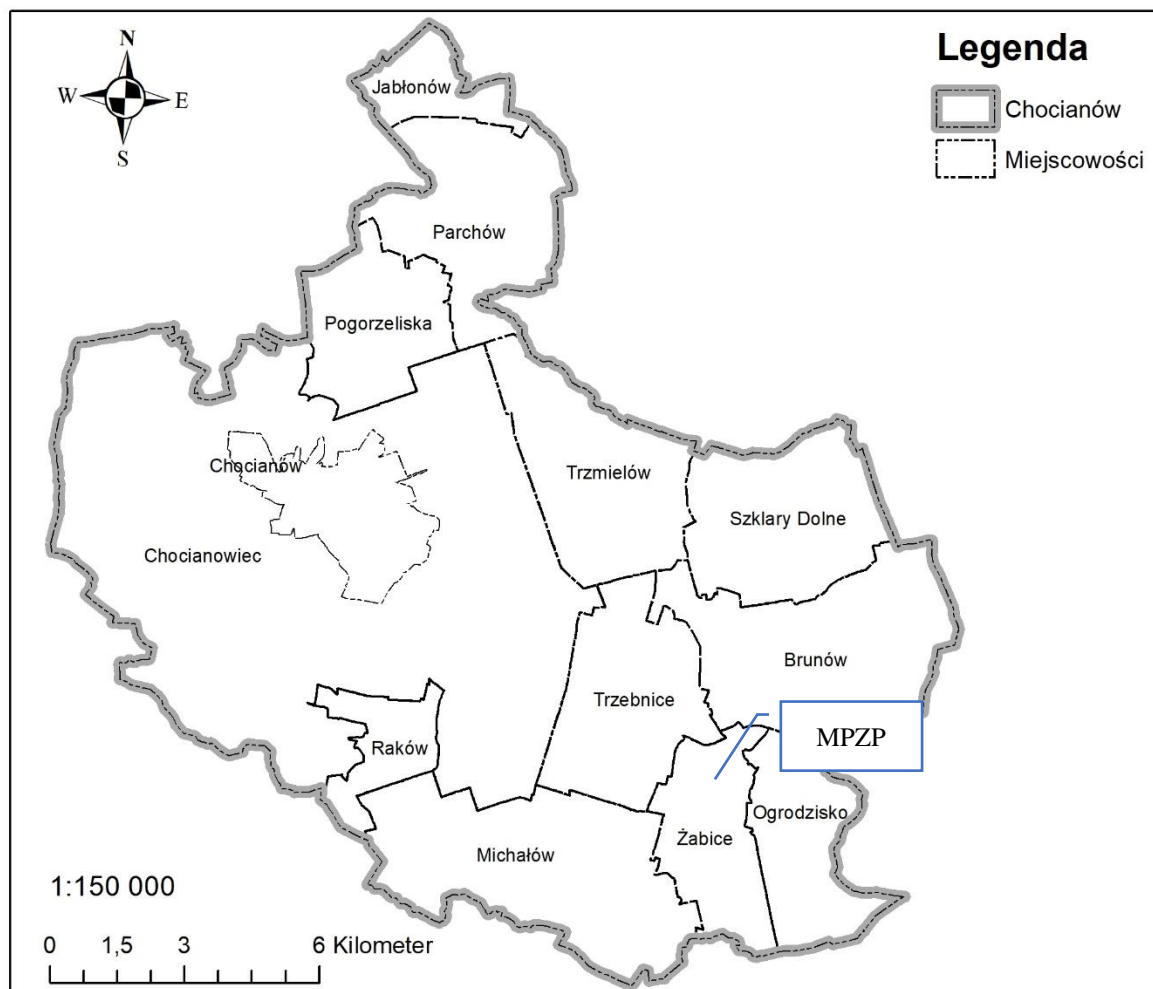 N
W E
S
Legenda
Chocianów
Miejscowości
Jabłonów
Parchów
Pogorzeliska
Chocianów
Trzmielów
Szklary Dolne
Chocianowiec
Brunów
Trzebnice
MPZP
Raków
Ogrodzisko
Żabice
Michałów
1:150 000
0 1,5 3 6 Kilometer